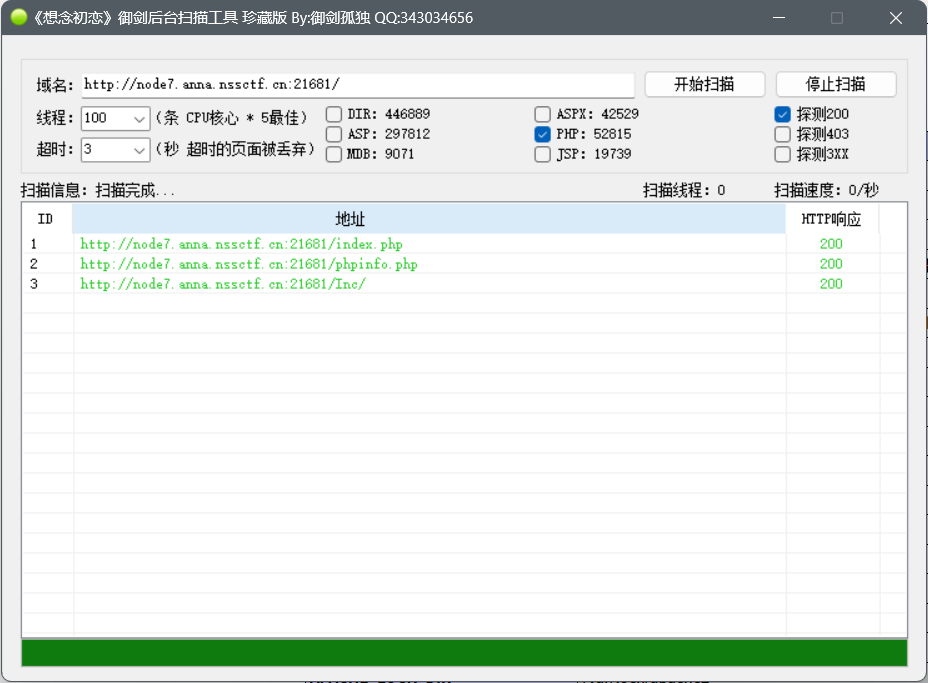 《想念初恋》御剑后台扫描工具 珍藏版 By:御剑孤独 QQ:343034656
域名: http://node7.anna.nssctf.cn:21681/ 开始扫描 停止扫描
线程: 100 (条 CPU核心 * 5最佳) DIR: 446889 ASPX: 42529 探测200
ASP: 297812 PHP: 52815 探测403
超时: 3 (秒 超时的页面被丢弃) MDB: 9071 JSP: 19739 探测3XX
扫描信息: 扫描完成... 扫描线程: 0 扫描速度: 0/秒
ID 地址 HTTP响应
1 http://node7.anna.nssctf.cn:21681/index.php 200
2 http://node7.anna.nssctf.cn:21681/phpinfo.php 200
3 http://node7.anna.nssctf.cn:21681/Inc/ 200